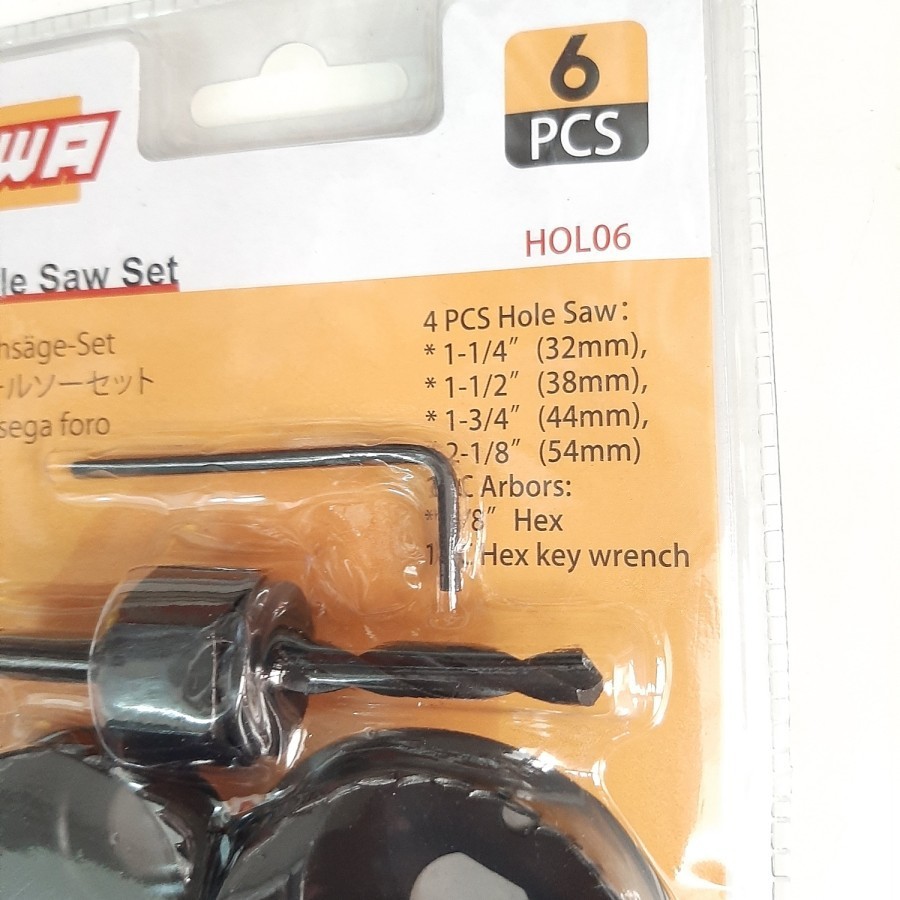 6
PCS
WA
HOL06
le Saw Set
hsäge-Set
ールソーセット
sega foro
4 PCS Hole Saw:
* 1-1/4" (32mm),
* 1-1/2" (38mm),
* 1-3/4" (44mm),
2-1/8" (54mm)
C Arbors:
/8" Hex
Hex key wrench